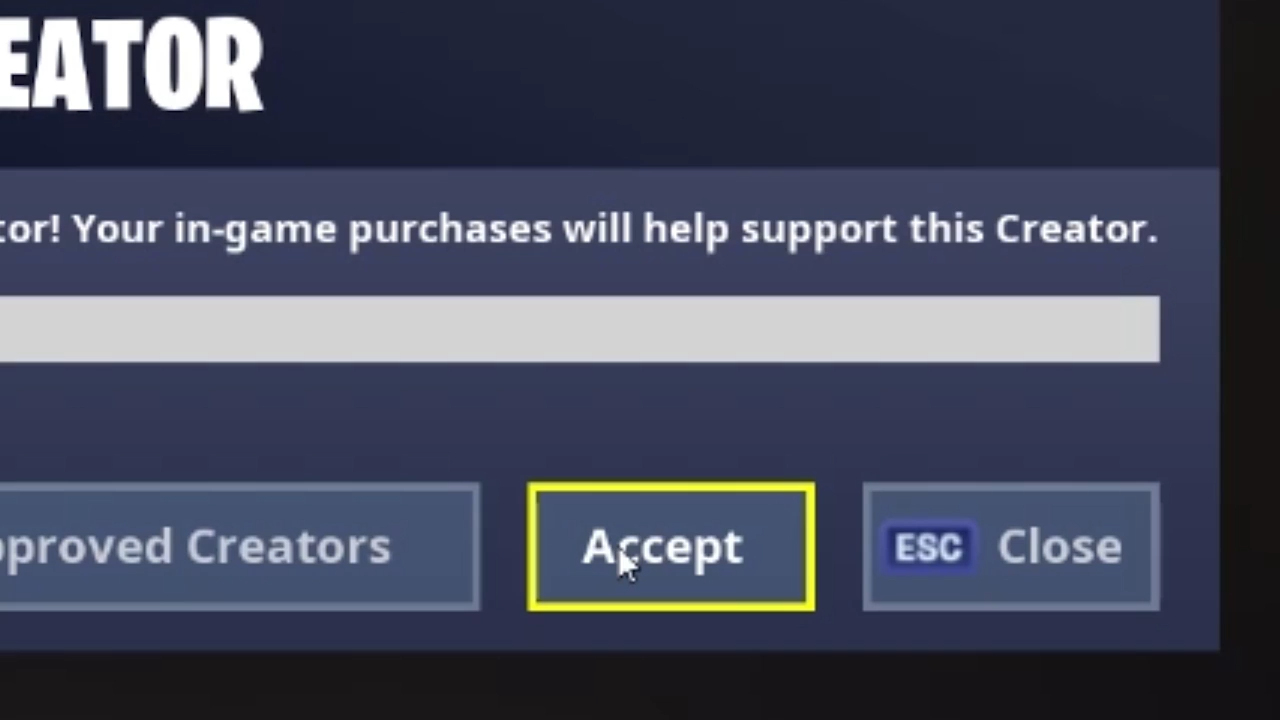 EATOR
tor! Your in-game purchases will help support this Creator.
pproved Creators
Accept
ESC Close